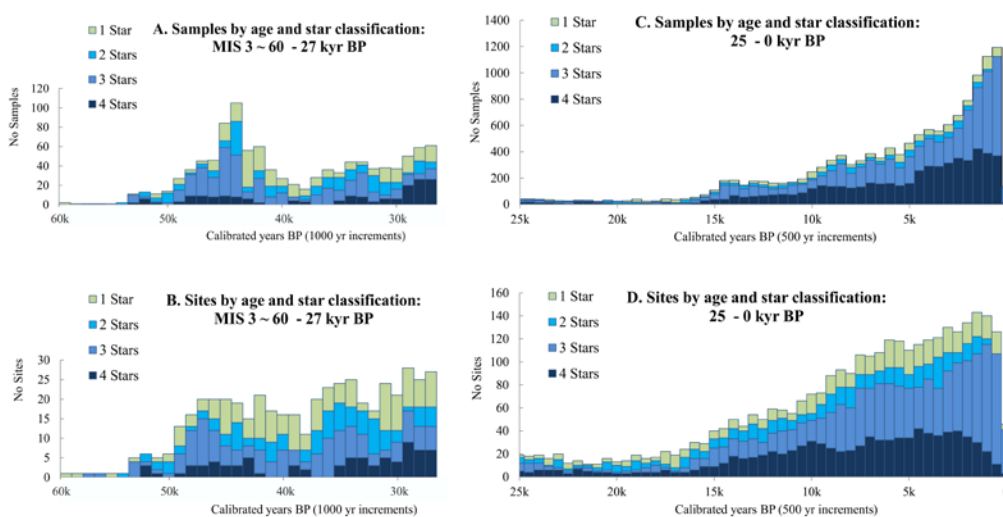 A. Samples by age and star classification:
MIS 3 ~ 60 - 27 kyr BP
1 Star
2 Stars
3 Stars
4 Stars
No Samples
120
100
80
60
40
20
0
60k
50k
40k
30k
Calibrated years BP (1000 yr increments)
B. Sites by age and star classification:
MIS 3 ~ 60 - 27 kyr BP
1 Star
2 Stars
3 Stars
4 Stars
No Sites
30
25
20
15
10
5
0
60k
50k
40k
30k
Calibrated years BP (1000 yr increments)
C. Samples by age and star classification:
25 - 0 kyr BP
1 Star
2 Stars
3 Stars
4 Stars
No Samples
1400
1200
1000
800
600
400
200
0
25k
20k
15k
10k
5k
Calibrated years BP (500 yr increments)
D. Sites by age and star classification:
25 - 0 kyr BP
1 Star
2 Stars
3 Stars
4 Stars
No Sites
160
140
120
100
80
60
40
20
0
25k
20k
15k
10k
5k
Calibrated years BP (500 yr increments)